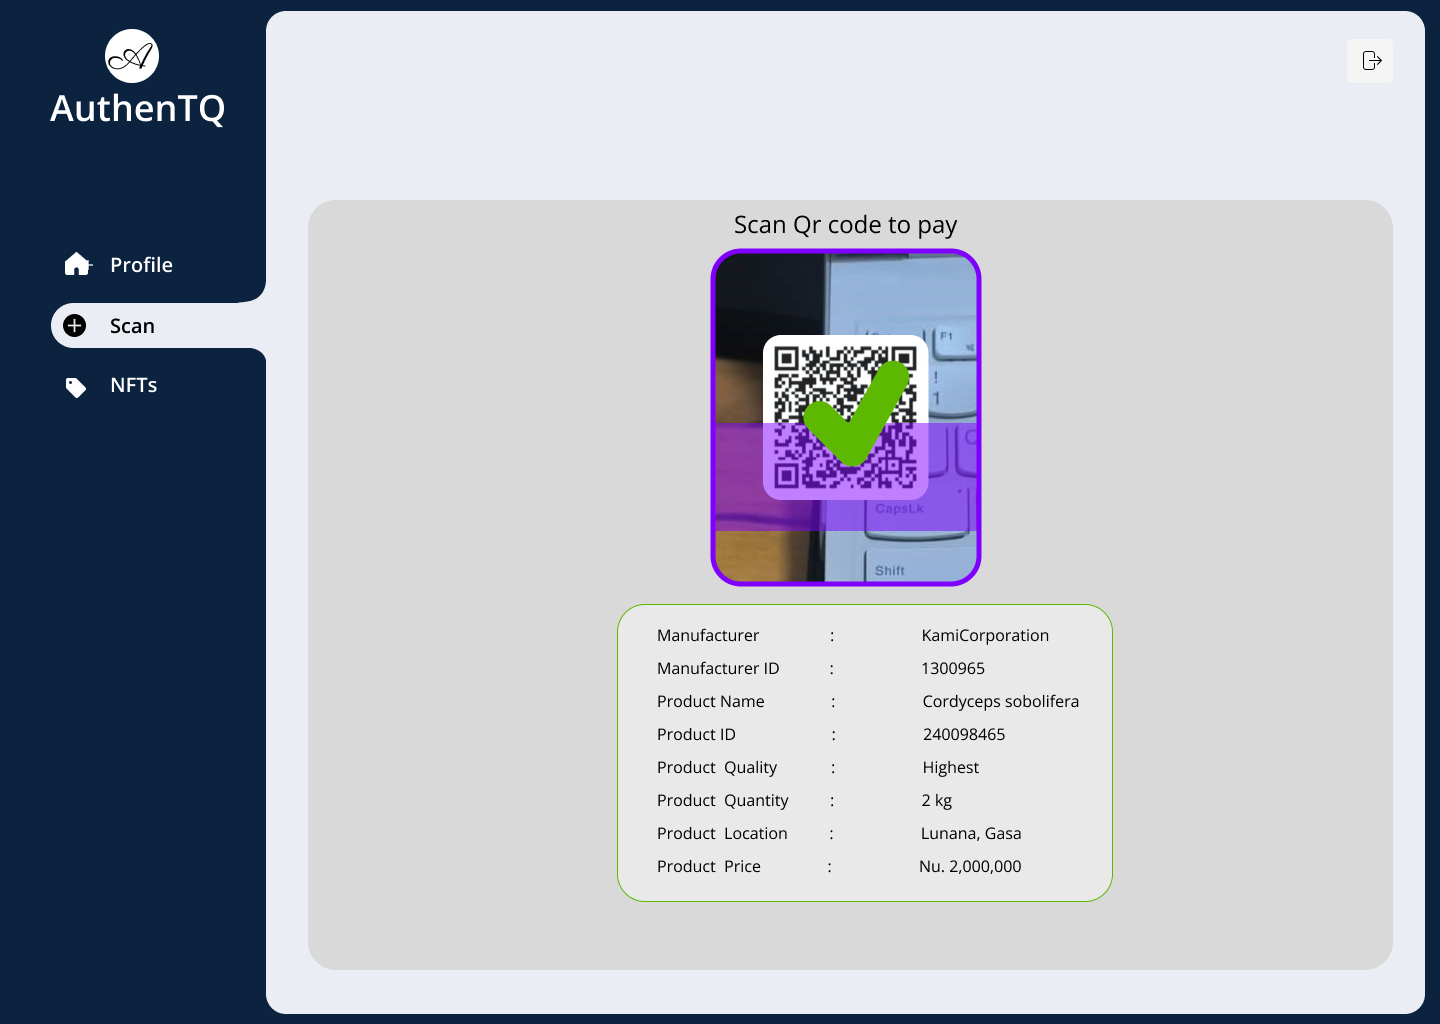 A
AuthenTQ
Profile
Scan
NFTs
Scan Qr code to pay
F1
!
1
Q
CapsLk
Shift
Manufacturer : KamiCorporation
Manufacturer ID : 1300965
Product Name : Cordyceps sobolifera
Product ID : 240098465
Product Quality : Highest
Product Quantity : 2 kg
Product Location : Lunana, Gasa
Product Price : Nu. 2,000,000